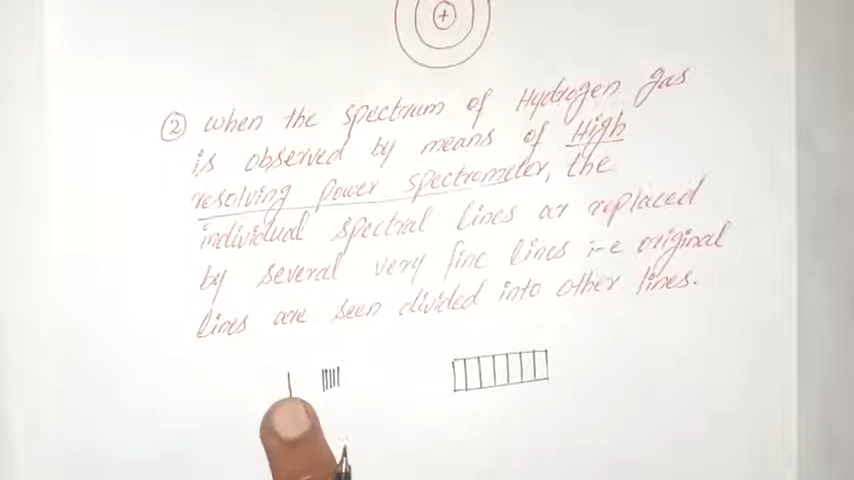 +
② When the spectrum of Hydrogen gas
is observed by means of High
resolving power spectrometer, the
individual spectral lines ar replaced
by several very fine lines i-e original
lines are seen divided into other lines.